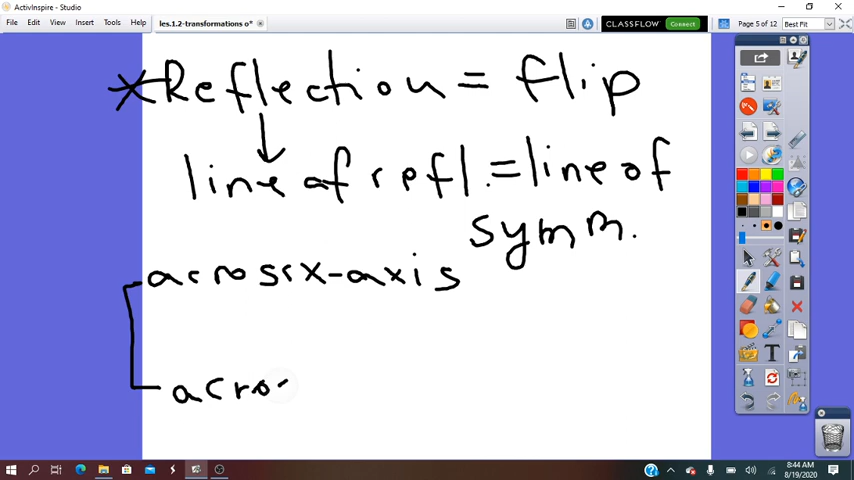 ActivInspire - Studio
File Edit View Insert Tools Help
les.1.2-transformations o*
CLASSFLOW Connect
Page 5 of 12
Best Fit
*Reflection = flip
line of refl. = line of
symm.
across x-axis
acros
8:44 AM
8/19/2020